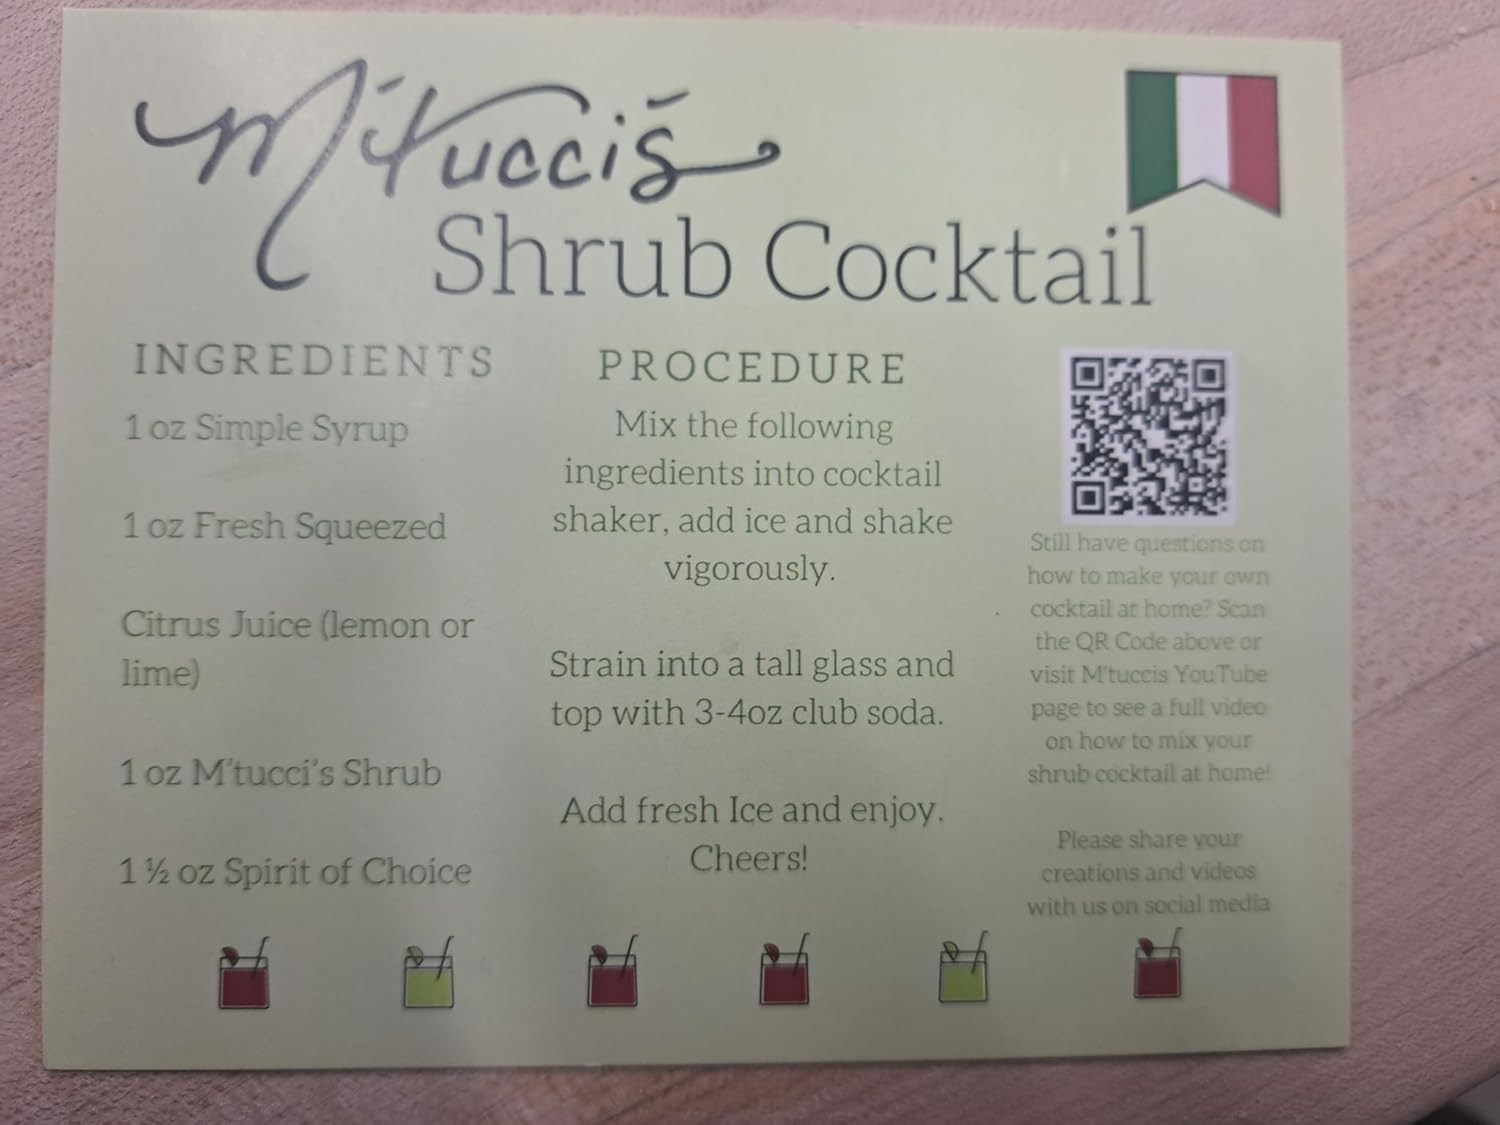 M'tucci's
Shrub Cocktail
INGREDIENTS
1 oz Simple Syrup
1 oz Fresh Squeezed
Citrus Juice (lemon or
lime)
1 oz M'tucci's Shrub
1 ½ oz Spirit of Choice
PROCEDURE
Mix the following
ingredients into cocktail
shaker, add ice and shake
vigorously.
Strain into a tall glass and
top with 3-4oz club soda.
Add fresh Ice and enjoy.
Cheers!
Still have questions on
how to make your own
cocktail at home? Scan
the QR Code above or
visit M'tuccis YouTube
page to see a full video
on how to mix your
shrub cocktail at home!
Please share your
creations and videos
with us on social media